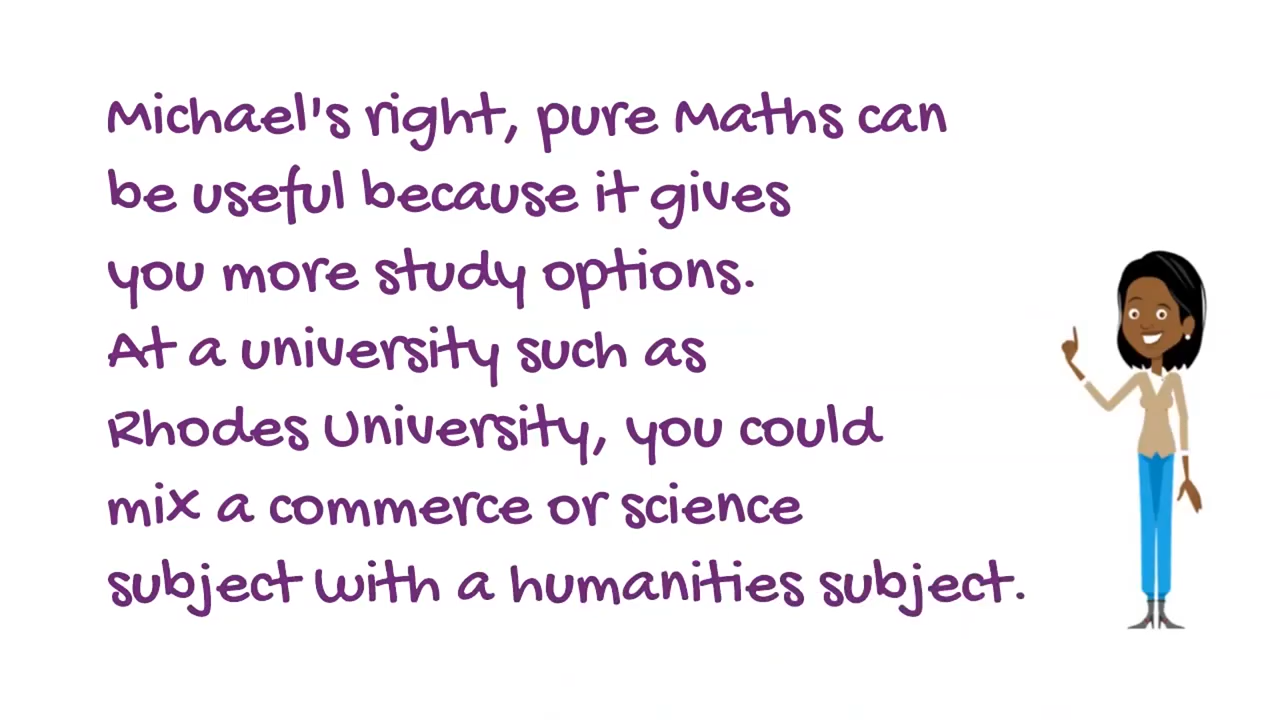 Michael's right, pure Maths can
be useful because it gives
you more study options.
At a university such as
Rhodes University, you could
mix a commerce or science
subject with a humanities subject.